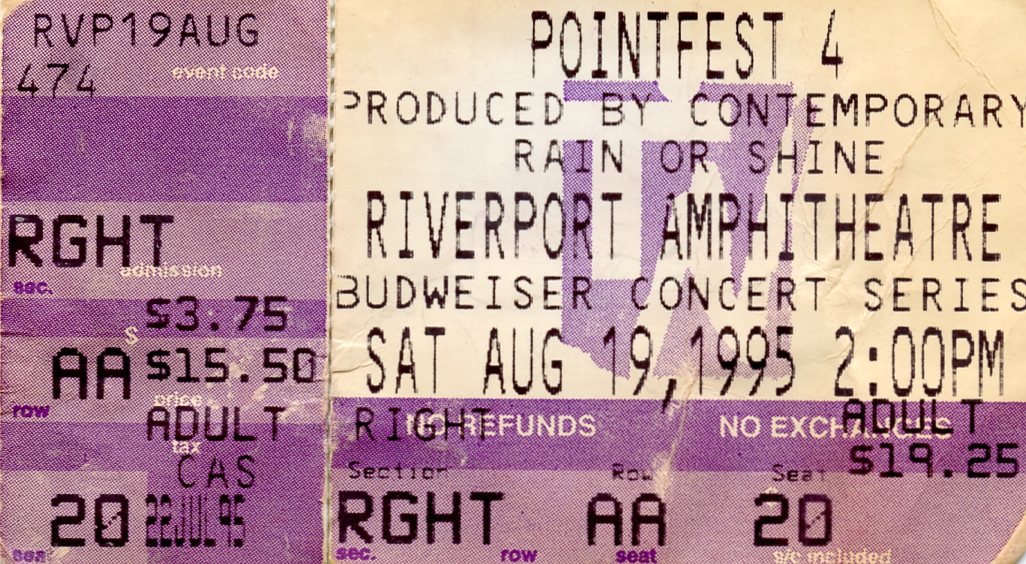 RVP19AUG
474
event code
RGHT
admission
sec.
$3.75
$
AA $15.50
row
price
ADULT
tax
CAS
20 22JUL95
seat
POINTFEST 4
PRODUCED BY CONTEMPORARY
RAIN OR SHINE
RIVERPORT AMPHITHEATRE
BUDWEISER CONCERT SERIES
SAT AUG 19,1995 2:00PM
RIGHT
NO REFUNDS NO EXCHANGES
ADULT
$19.25
Section Row Seat
RGHT AA 20
sec. row seat s/c included